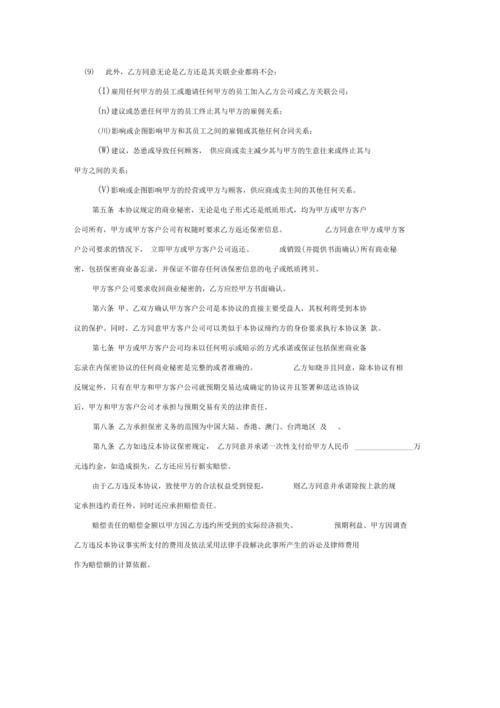 (9) 此外，乙方同意无论是乙方还是其关联企业都将不会：
(I)雇用任何甲方的员工或邀请任何甲方的员工加入乙方公司或乙方关联公司；
(n)建议或怂恿任何甲方的员工终止其与甲方的雇佣关系；
(川)影响或企图影响甲方和其员工之间的雇佣或其他任何合同关系；
(W)建议，怂恿或导致任何顾客， 供应商或卖主减少其与甲方的生意往来或终止其与
甲方之间的关系；
(V)影响或企图影响甲方的经营或甲方与顾客，供应商或卖主间的其他任何关系。
第五条 本协议规定的商业秘密，无论是电子形式还是纸质形式，均为甲方或甲方客户
公司所有，甲方或甲方客户公司有权随时要求乙方返还保密信息。 乙方同意在甲方或甲方客
户公司要求的情况下， 立即甲方或甲方客户公司返还。 或销毁(并提供书面确认)所有商业秘
密，包括保密商业备忘录，并保证不留存任何该保密信息的电子或纸质拷贝。
甲方客户公司要求收回商业秘密的，乙方应经甲方书面确认。
第六条 甲、乙双方确认甲方客户公司是本协议的直接主要受益人，其权利将受到本协
议的保护。同时，乙方同意甲方客户公司可以类似于本协议缔约方的身份要求执行本协议条 款。
第七条 甲方或甲方客户公司均未以任何明示或暗示的方式承诺或保证包括保密商业备
忘录在内保密协议的任何商业秘密是完整的或者准确的。 乙方知晓并且同意，除本协议有相
反规定外，只有在甲方和甲方客户公司就预期交易达成确定的协议并且签署和送达该协议
后，甲方和甲方客户公司才承担与预期交易有关的法律责任。
第八条 乙方承担保密义务的范围为中国大陆、香港、澳门、台湾地区 及 。
第九条 乙方如违反本协议保密规定， 乙方同意并承诺一次性支付给甲方人民币 ________________万
元违约金，如造成损失，乙方还应另行据实赔偿。
由于乙方违反本协议，致使甲方的合法权益受到侵犯， 则乙方同意并承诺除按上款的规
定承担违约责任外，同时还应承担赔偿责任。
赔偿责任的赔偿金额以甲方因乙方违约所受到的实际经济损失、 预期利益、甲方因调查
乙方违反本协议事实所支付的费用及依法采用法律手段解决此事所产生的诉讼及律师费用
作为赔偿额的计算依据。